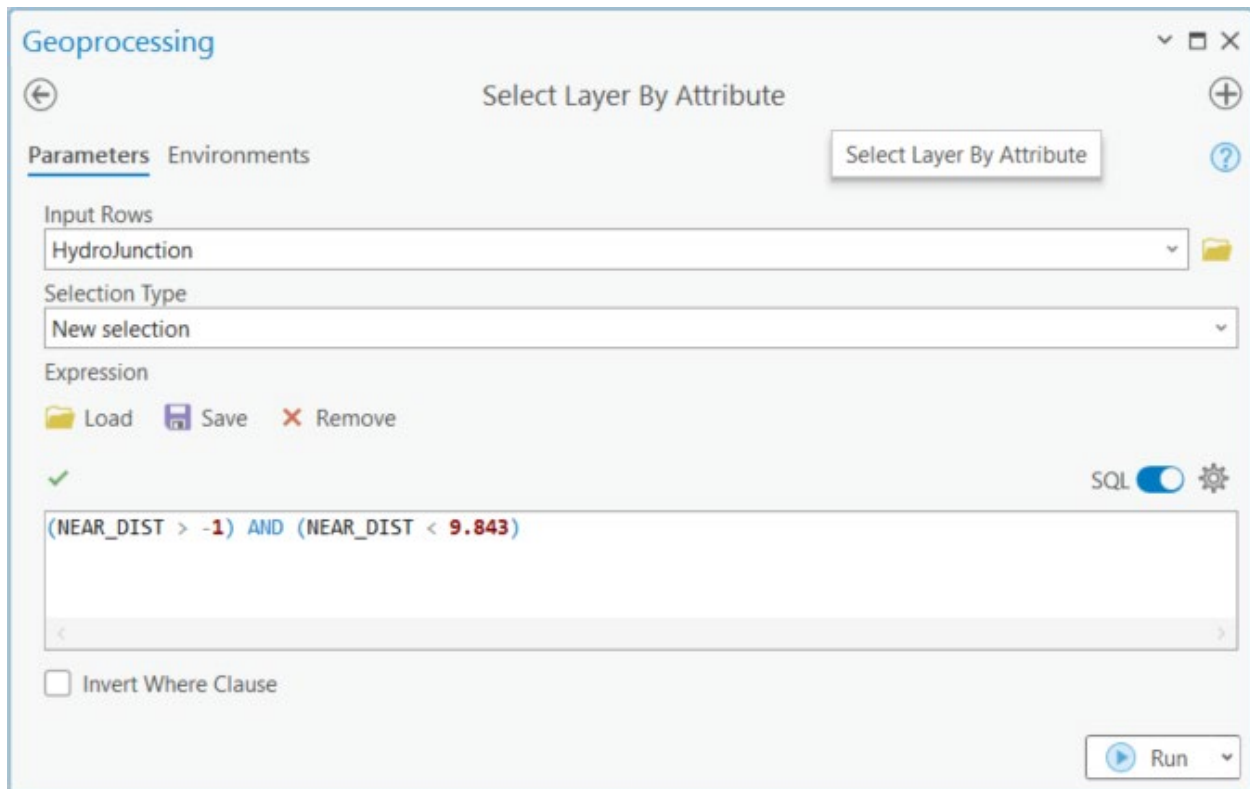 Geoprocessing
Select Layer By Attribute
Parameters Environments
Select Layer By Attribute
Input Rows
HydroJunction
Selection Type
New selection
Expression
Load Save Remove
SQL
(NEAR_DIST > -1) AND (NEAR_DIST < 9.843)
Invert Where Clause
Run